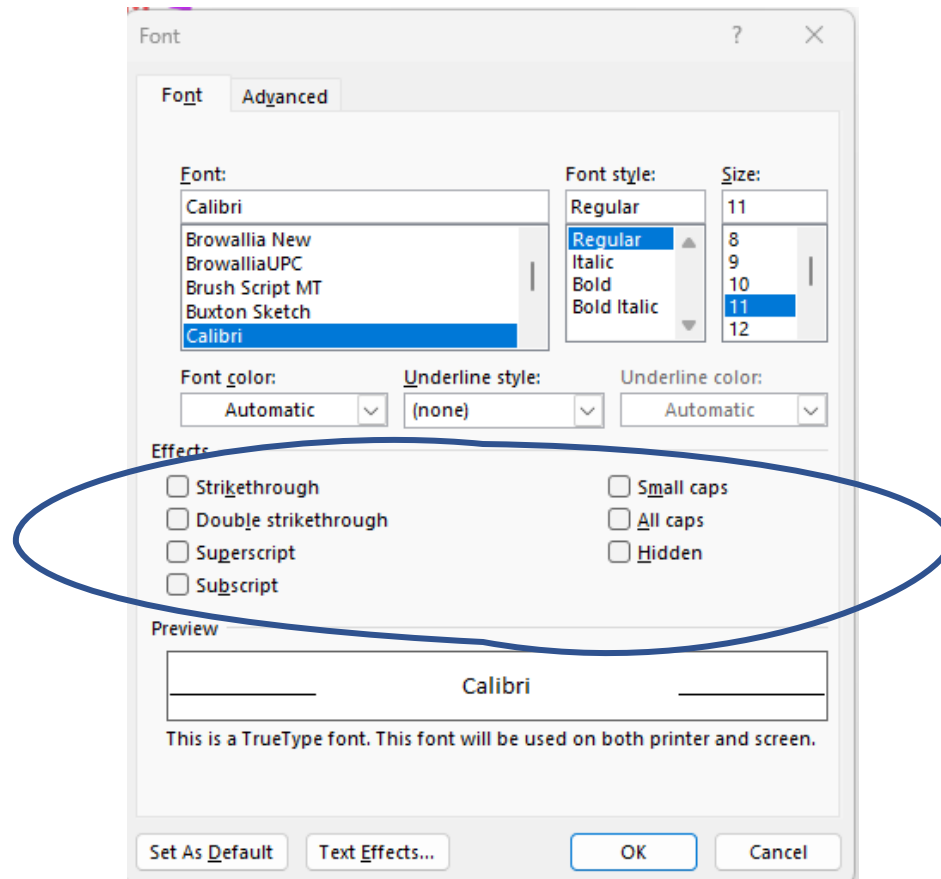 Font ?
Font Advanced
Font: Font style: Size:
Calibri Regular 11
Browallia New Regular 8
BrowalliaUPC Italic 9
Brush Script MT Bold 10
Buxton Sketch Bold Italic 11
Calibri 12
Font color: Underline style: Underline color:
Automatic (none) Automatic
Effects
Strikethrough Small caps
Double strikethrough All caps
Superscript Hidden
Subscript
Preview
Calibri
This is a TrueType font. This font will be used on both printer and screen.
Set As Default Text Effects... OK Cancel